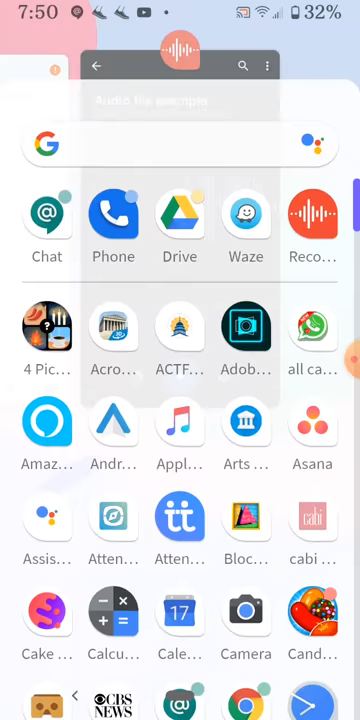 7:50
32%
Audio file example
Chat Phone Drive Waze Reco...
4 Pic... Acro... ACTF... Adob... all ca...
Amaz... Andr... Appl... Arts ... Asana
Assis... Atten... Atten... Bloc... cabi ...
17
Cake ... Calcu... Cale... Camera Cand...
CBS
NEWS